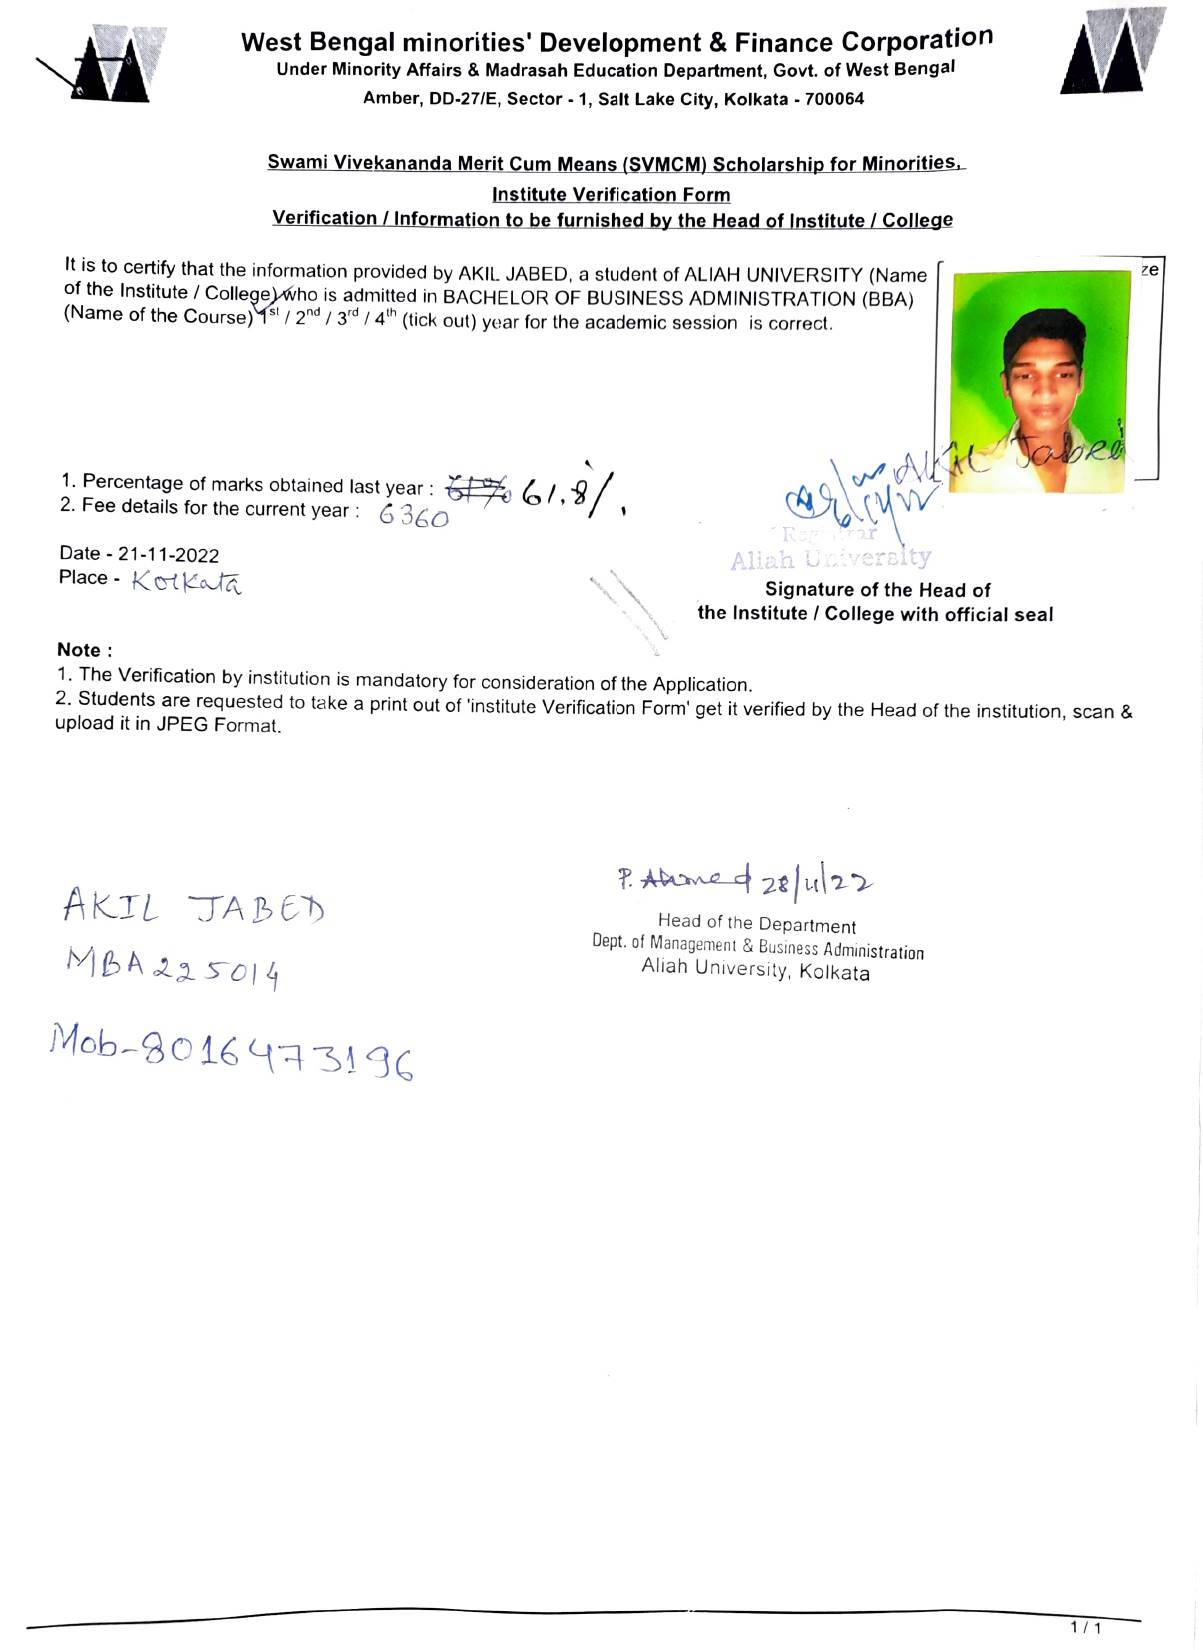 West Bengal minorities' Development & Finance Corporation
Under Minority Affairs & Madrasah Education Department, Govt. of West Bengal
Amber, DD-27/E, Sector - 1, Salt Lake City, Kolkata - 700064
Swami Vivekananda Merit Cum Means (SVMCM) Scholarship for Minorities,
Institute Verification Form
Verification / Information to be furnished by the Head of Institute / College
It is to certify that the information provided by AKIL JABED, a student of ALIAH UNIVERSITY (Name
of the Institute / College) who is admitted in BACHELOR OF BUSINESS ADMINISTRATION (BBA)
(Name of the Course) 1st / 2nd / 3rd / 4th (tick out) year for the academic session is correct.
ze
Akil Jabed
1. Percentage of marks obtained last year : 61% 61.8%.
2. Fee details for the current year : 6360
Registrar
Aliah University
Date - 21-11-2022
Place - Kolkata
Signature of the Head of
the Institute / College with official seal
Note :
1. The Verification by institution is mandatory for consideration of the Application.
2. Students are requested to take a print out of 'institute Verification Form' get it verified by the Head of the institution, scan &
upload it in JPEG Format.
P. Ahmed 28/11/22
Head of the Department
Dept. of Management & Business Administration
Aliah University, Kolkata
AKIL JABED
MBA225014
Mob-8016473196
1 / 1